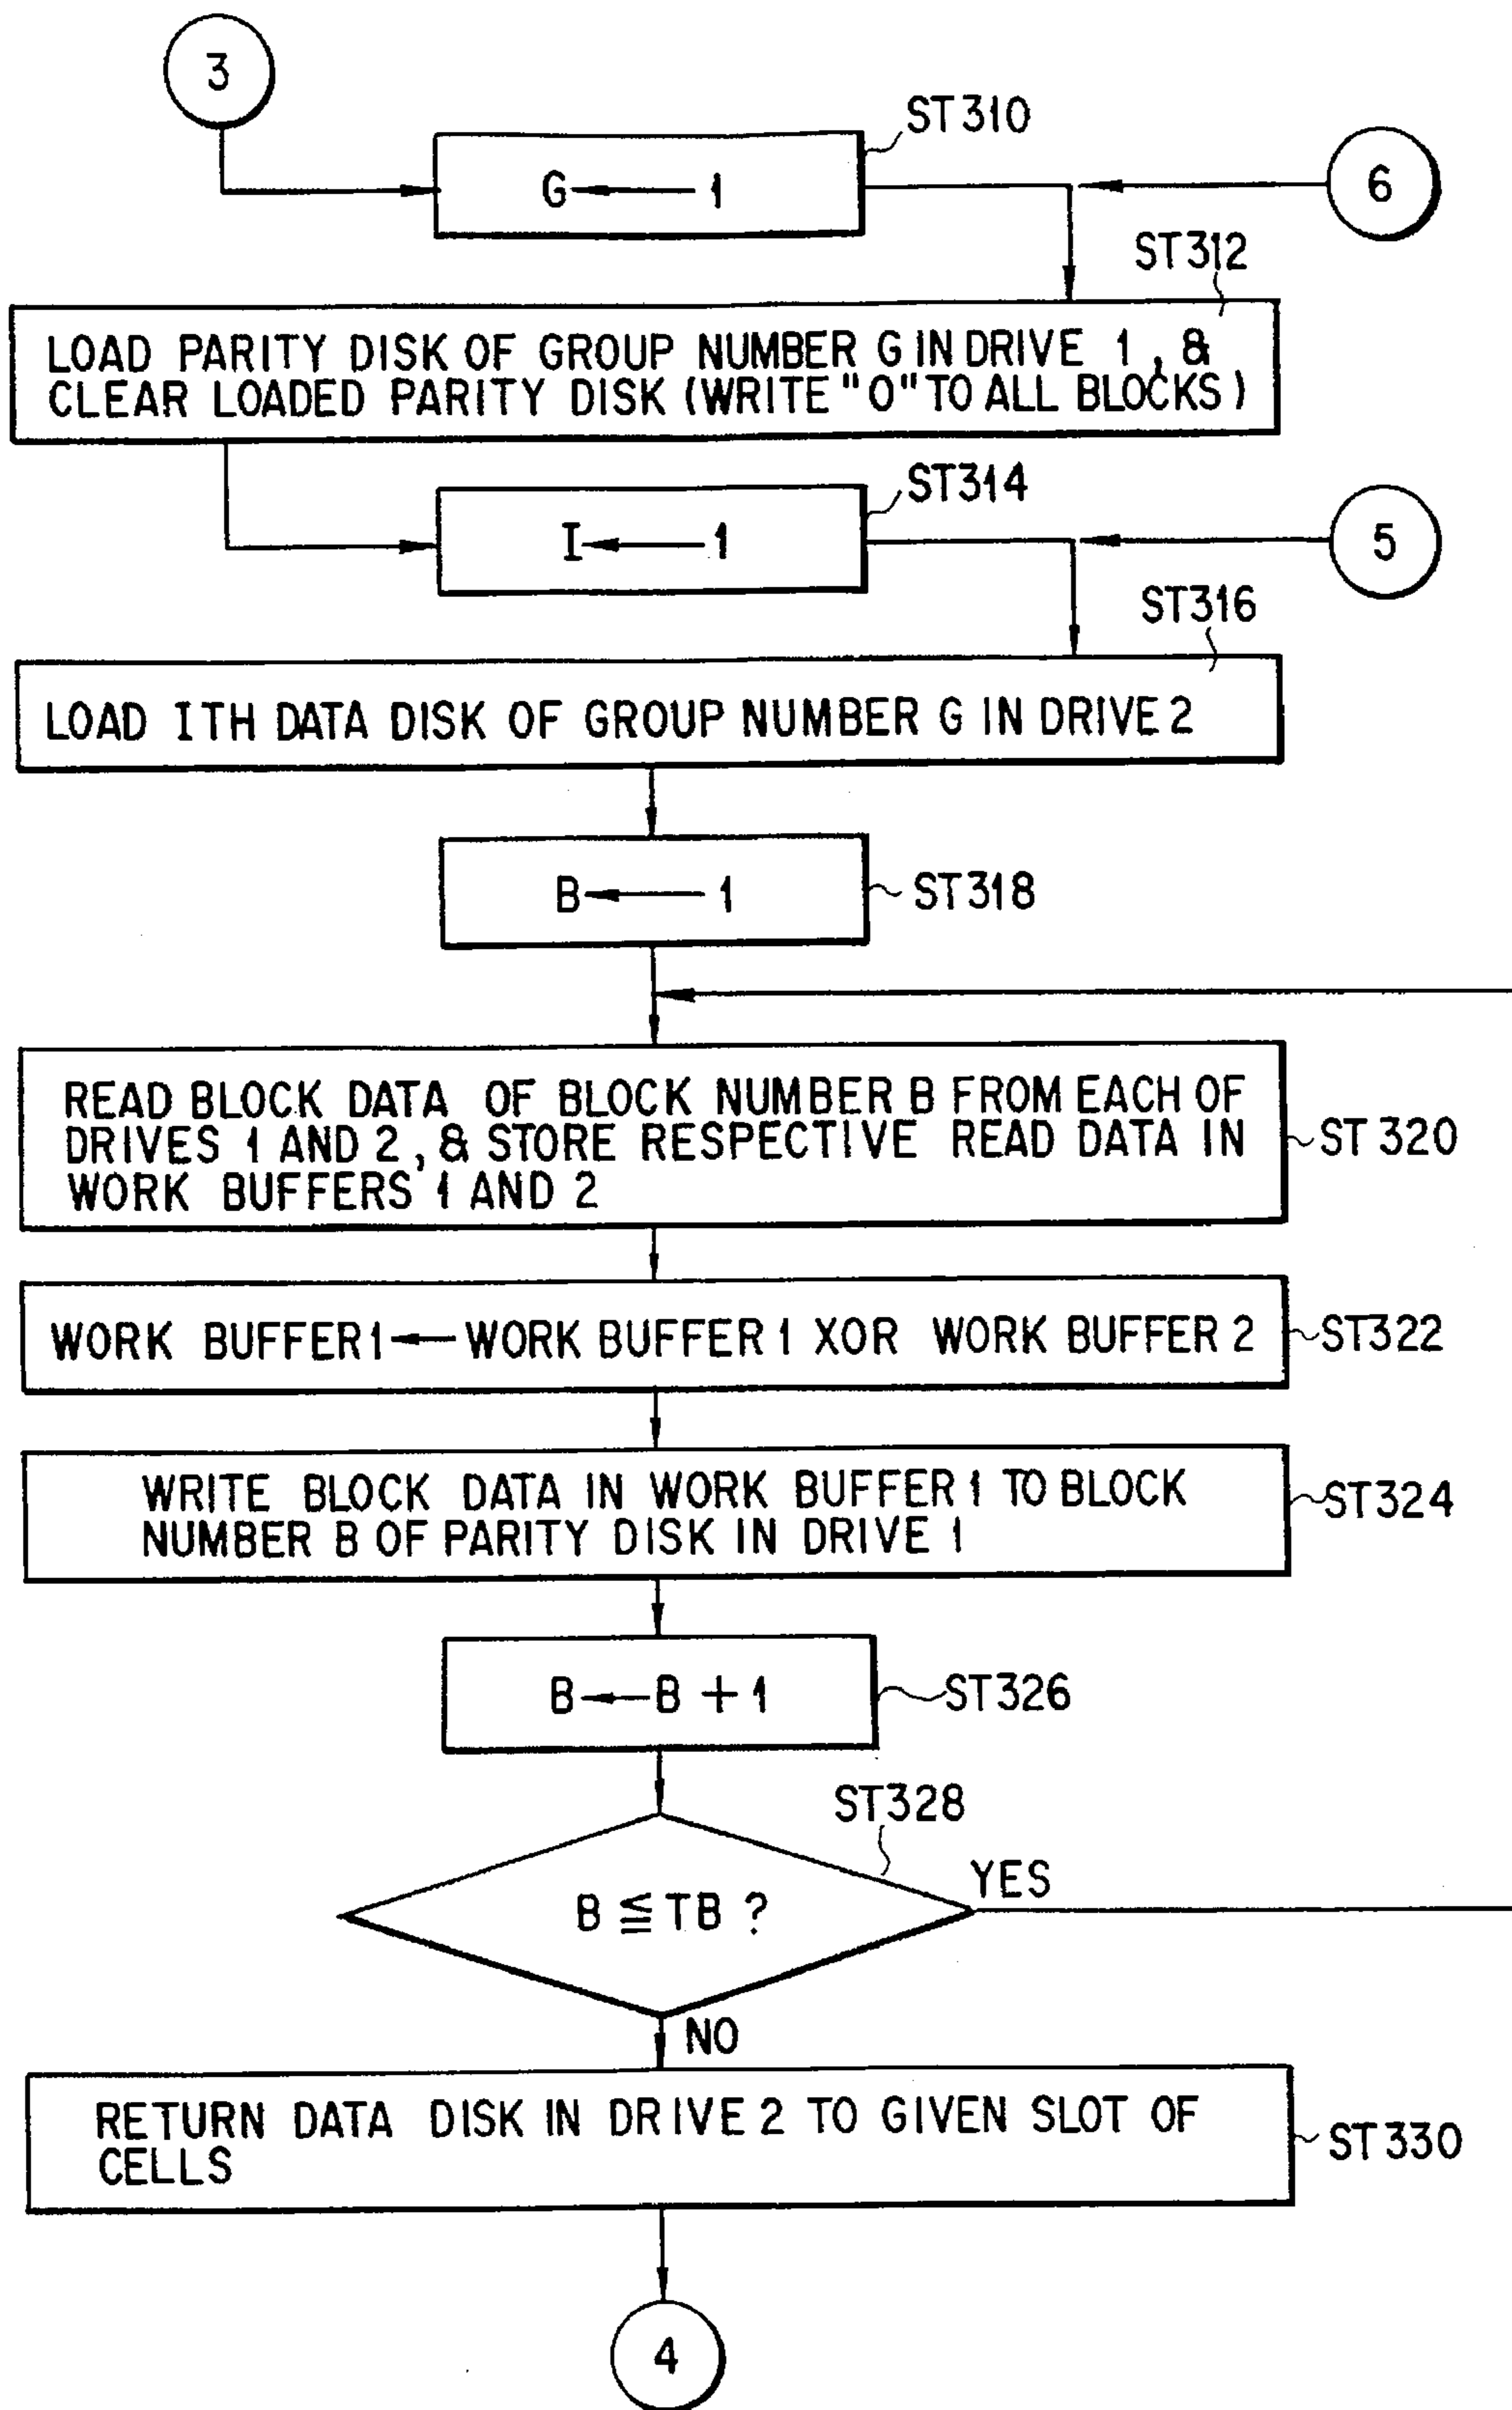 3
ST310
G ← 1
6
ST312
LOAD PARITY DISK OF GROUP NUMBER G IN DRIVE 1, &
CLEAR LOADED PARITY DISK (WRITE "0" TO ALL BLOCKS)
ST314
I ← 1
5
ST316
LOAD ITH DATA DISK OF GROUP NUMBER G IN DRIVE 2
B ← 1
ST318
READ BLOCK DATA OF BLOCK NUMBER B FROM EACH OF
DRIVES 1 AND 2, & STORE RESPECTIVE READ DATA IN
WORK BUFFERS 1 AND 2
ST320
WORK BUFFER 1 ← WORK BUFFER 1 XOR WORK BUFFER 2
ST322
WRITE BLOCK DATA IN WORK BUFFER 1 TO BLOCK
NUMBER B OF PARITY DISK IN DRIVE 1
ST324
B ← B + 1
ST326
ST328
B ≦ TB ?
YES
NO
RETURN DATA DISK IN DRIVE 2 TO GIVEN SLOT OF
CELLS
ST330
4